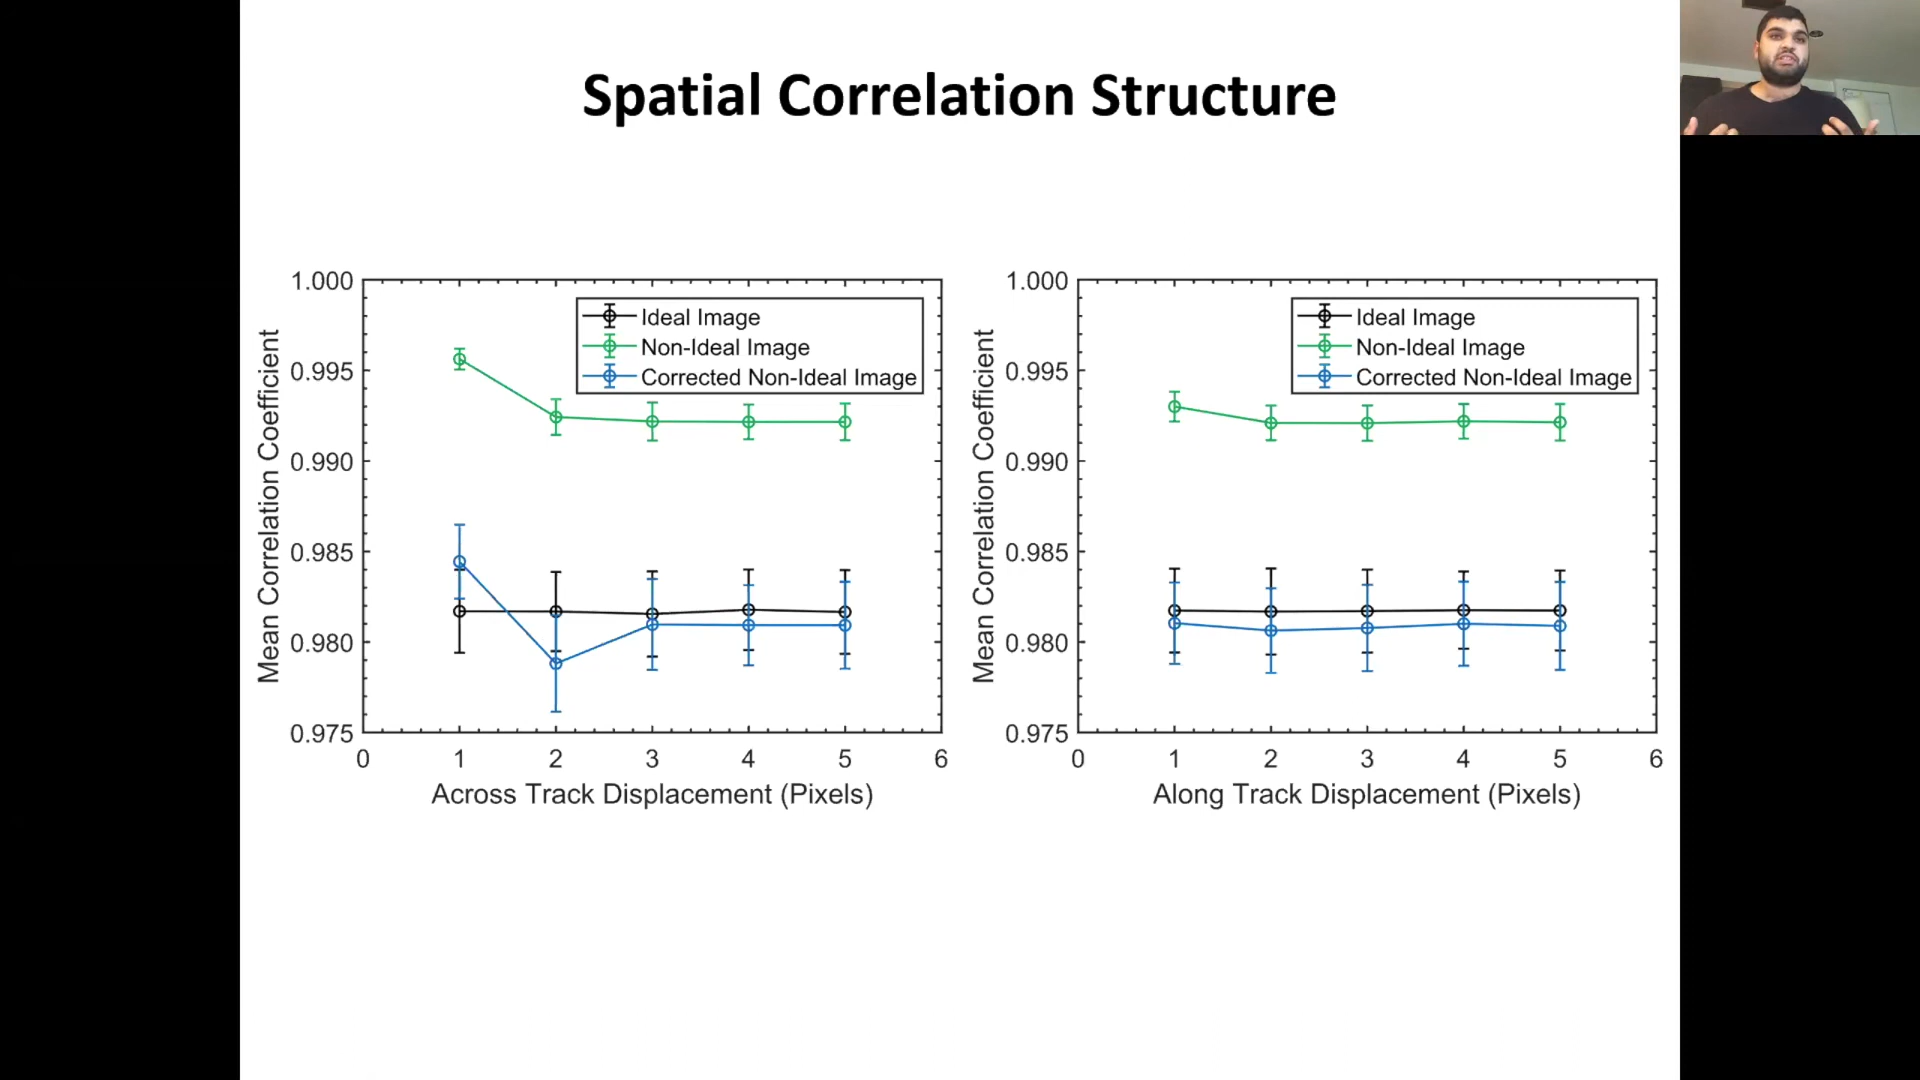 Spatial Correlation Structure
Mean Correlation Coefficient
1.000
0.995
0.990
0.985
0.980
0.975
0 1 2 3 4 5 6
Across Track Displacement (Pixels)
Ideal Image
Non-Ideal Image
Corrected Non-Ideal Image
Mean Correlation Coefficient
1.000
0.995
0.990
0.985
0.980
0.975
0 1 2 3 4 5 6
Along Track Displacement (Pixels)
Ideal Image
Non-Ideal Image
Corrected Non-Ideal Image